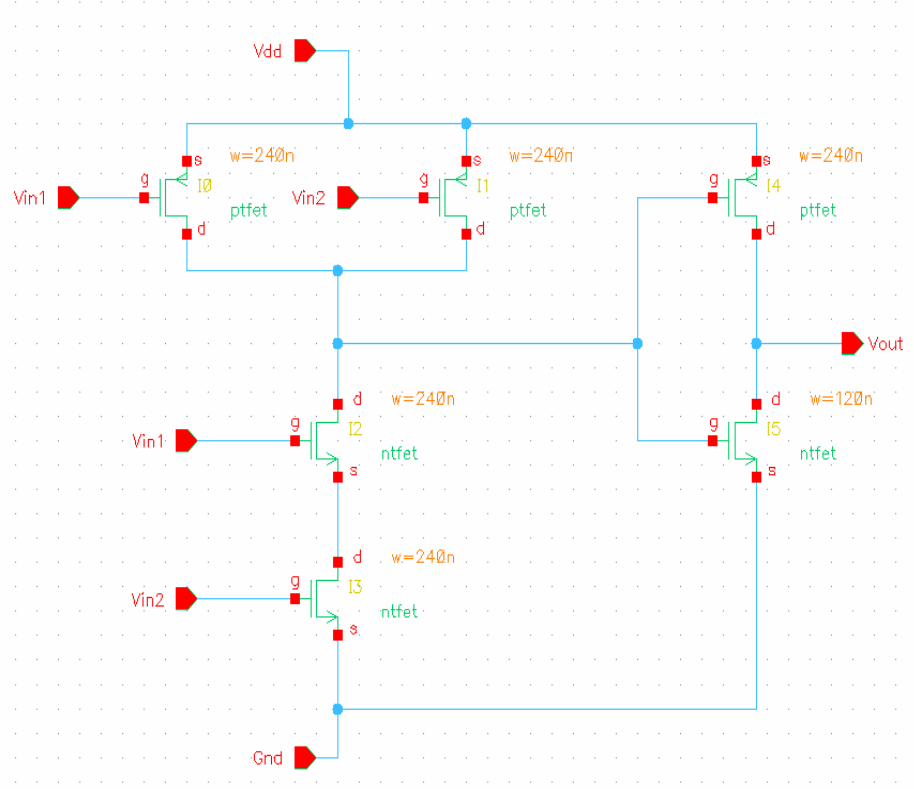 Vdd
s w=240n s w=240n s w=240n
g I0 g I1 g I4
Vin1 Vin2
ptfet ptfet ptfet
d d d
Vout
d w=240n d w=120n
g I2 g I5
Vin1
ntfet ntfet
s s
d w=240n
g I3
Vin2
ntfet
s
Gnd